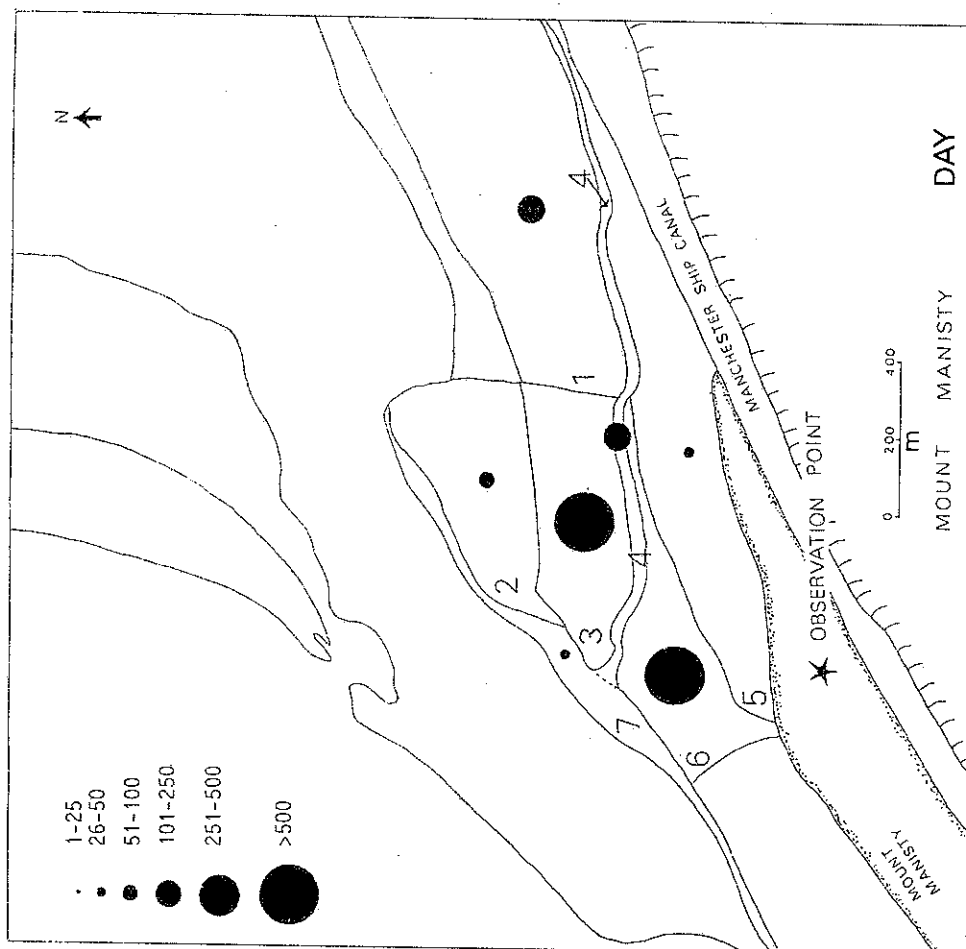 N
1-25
26-50
51-100
101-250
251-500
>500
1
2
3
4
4
5
6
7
MANCHESTER SHIP CANAL
OBSERVATION POINT
MOUNT
MANISTY
0 200 400
m
MOUNT MANISTY
DAY